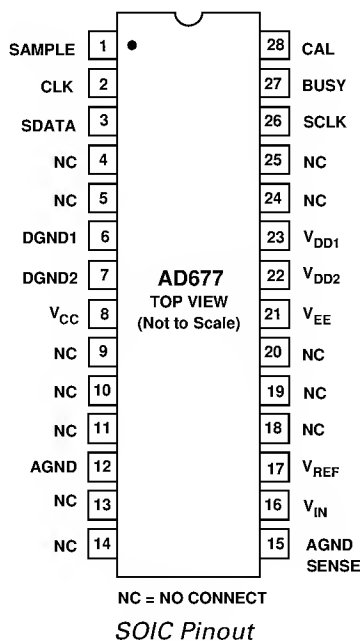 SAMPLE 1 28 CAL
CLK 2 27 BUSY
SDATA 3 26 SCLK
NC 4 25 NC
NC 5 24 NC
DGND1 6 23 VDD1
DGND2 7 22 VDD2
AD677
TOP VIEW
(Not to Scale)
VCC 8 21 VEE
NC 9 20 NC
NC 10 19 NC
NC 11 18 NC
AGND 12 17 VREF
NC 13 16 VIN
NC 14 15 AGND
SENSE
NC = NO CONNECT
SOIC Pinout